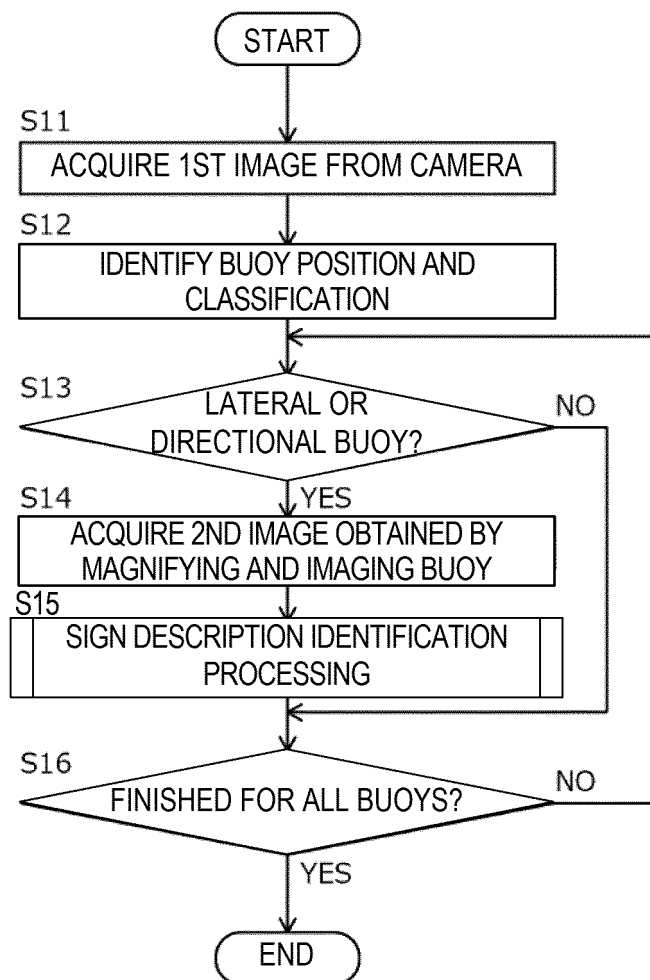 START
S11
ACQUIRE 1ST IMAGE FROM CAMERA
S12
IDENTIFY BUOY POSITION AND
CLASSIFICATION
S13
LATERAL OR
DIRECTIONAL BUOY?
NO
YES
S14
ACQUIRE 2ND IMAGE OBTAINED BY
MAGNIFYING AND IMAGING BUOY
S15
SIGN DESCRIPTION IDENTIFICATION
PROCESSING
S16
FINISHED FOR ALL BUOYS?
NO
YES
END